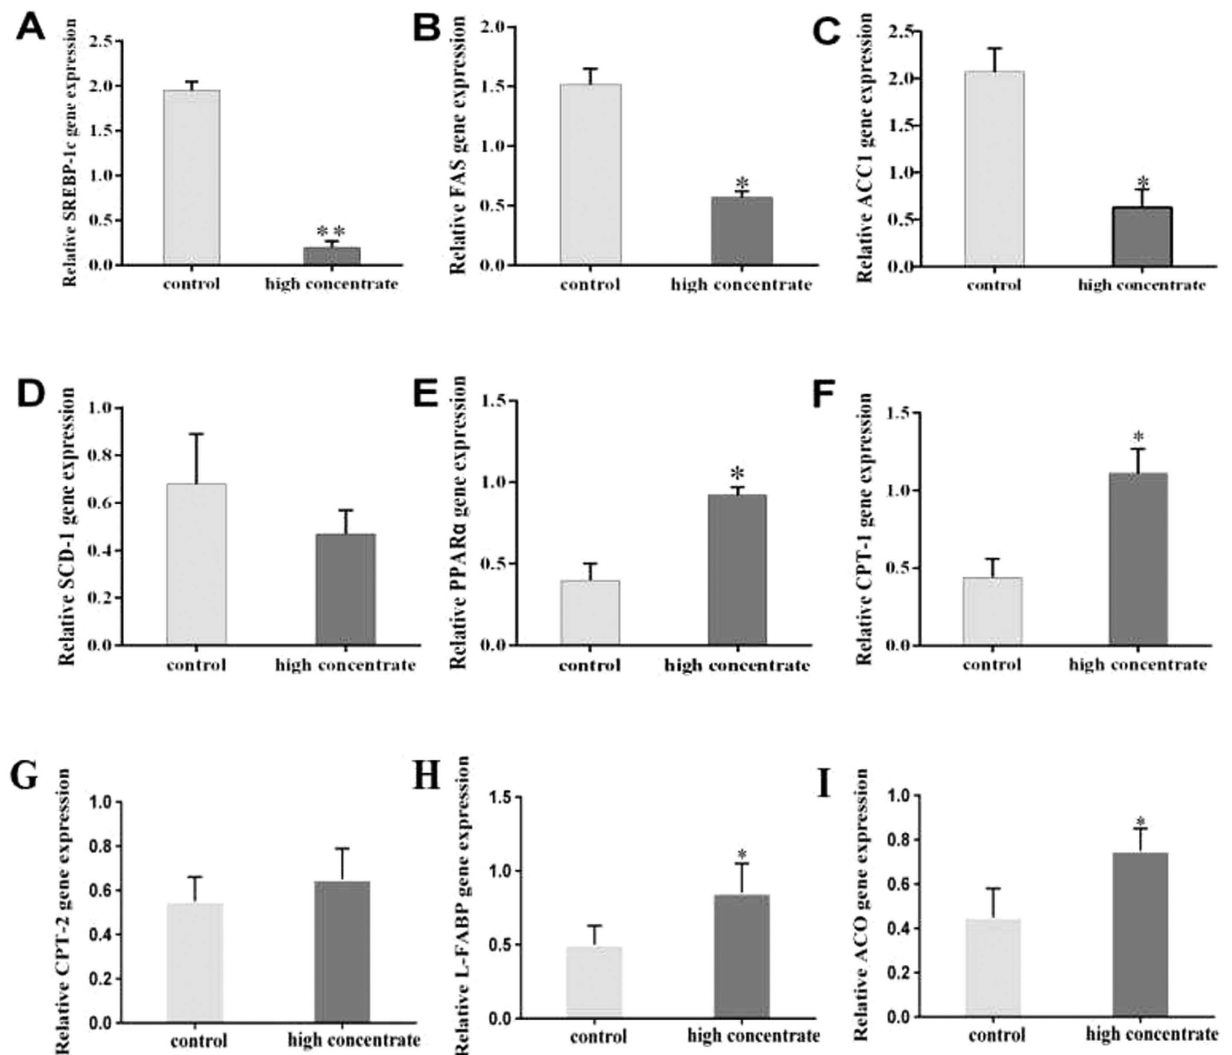 A
Relative SREBP-1c gene expression
2.5
2.0
1.5
1.0
0.5
0.0
**
control
high concentrate
B
Relative FAS gene expression
2.0
1.5
1.0
0.5
0.0
*
control
high concentrate
C
Relative ACC1 gene expression
2.5
2.0
1.5
1.0
0.5
0.0
*
control
high concentrate
D
Relative SCD-1 gene expression
1.0
0.8
0.6
0.4
0.2
0.0
control
high concentrate
E
Relative PPARα gene expression
1.5
1.0
0.5
0.0
*
control
high concentrate
F
Relative CPT-1 gene expression
1.5
1.0
0.5
0.0
*
control
high concentrate
G
Relative CPT-2 gene expression
1.0
0.8
0.6
0.4
0.2
0.0
control
high concentrate
H
Relative L-FABP gene expression
1.5
1.0
0.5
0.0
*
control
high concentrate
I
Relative ACO gene expression
1.0
0.8
0.6
0.4
0.2
0.0
*
control
high concentrate